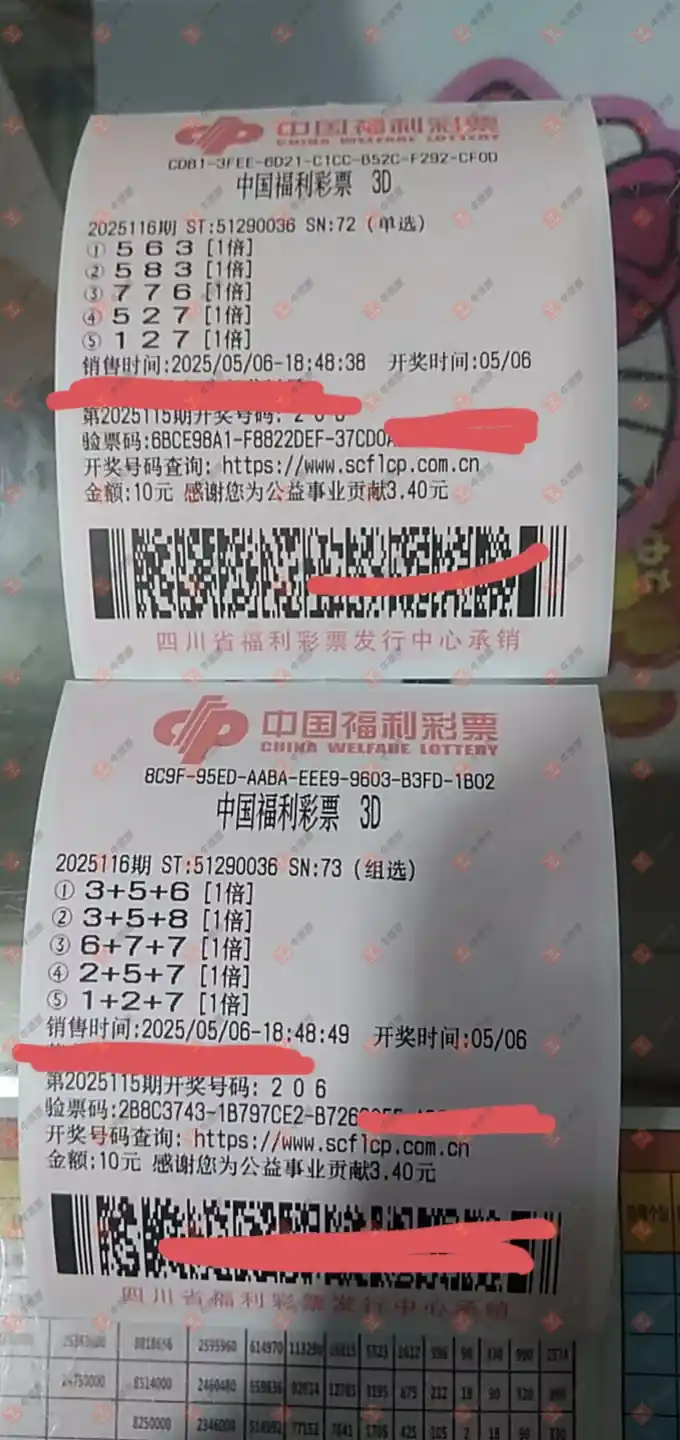 中国福利彩票
CHINA WELFARE LOTTERY
CDB1-3FEE-6D21-C1CC-B52C-F292-CF0D
中国福利彩票 3D
2025116期 ST:51290036 SN:72 (单选)
① 5 6 3 [1倍]
② 5 8 3 [1倍]
③ 7 7 6 [1倍]
④ 5 2 7 [1倍]
⑤ 1 2 7 [1倍]
销售时间:2025/05/06-18:48:38 开奖时间:05/06
第2025115期开奖号码: 2 0 6
验票码:6BCE98A1-F8822DEF-37CD0A
开奖号码查询: https://www.scflcp.com.cn
金额:10元 感谢您为公益事业贡献3.40元
四川省福利彩票发行中心承销
中国福利彩票
CHINA WELFARE LOTTERY
8C9F-95ED-AABA-EEE9-9603-B3FD-1B02
中国福利彩票 3D
2025116期 ST:51290036 SN:73 (组选)
① 3+5+6 [1倍]
② 3+5+8 [1倍]
③ 6+7+7 [1倍]
④ 2+5+7 [1倍]
⑤ 1+2+7 [1倍]
销售时间:2025/05/06-18:48:49 开奖时间:05/06
第2025115期开奖号码: 2 0 6
验票码:2B8C3743-1B797CE2-B726
开奖号码查询: https://www.scflcp.com.cn
金额:10元 感谢您为公益事业贡献3.40元
四川省福利彩票发行中心承销
8818656 2595960 614970
24750000 8514000 2460480
8250000 2346009